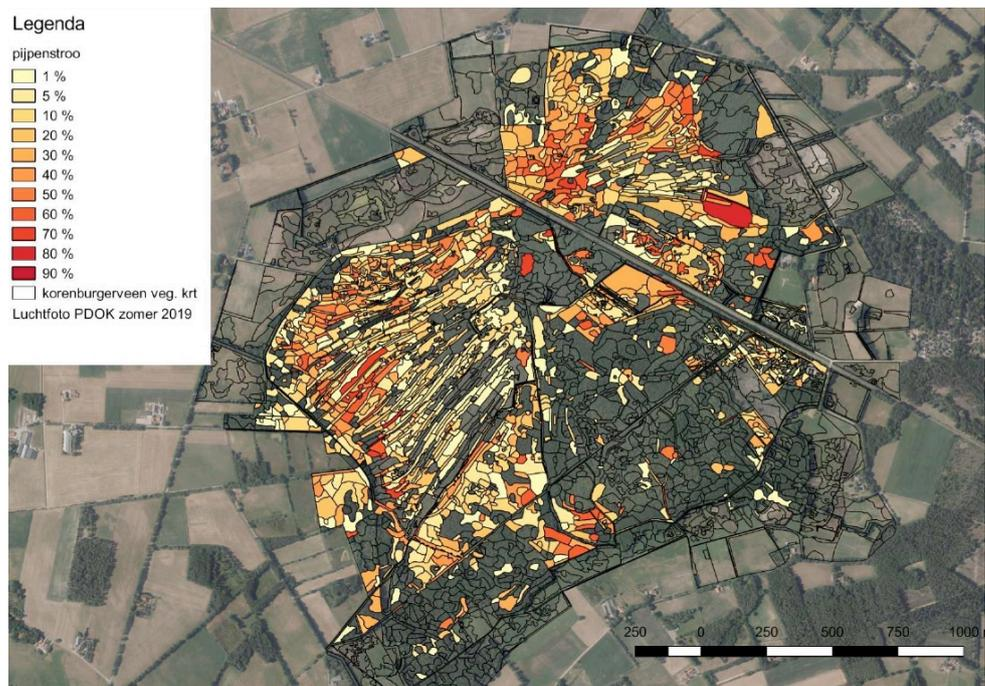 Legenda
pijpenstroo
1 %
5 %
10 %
20 %
30 %
40 %
50 %
60 %
70 %
80 %
90 %
korenburgerveen veg. krt
Luchtfoto PDOK zomer 2019
250 0 250 500 750 1000